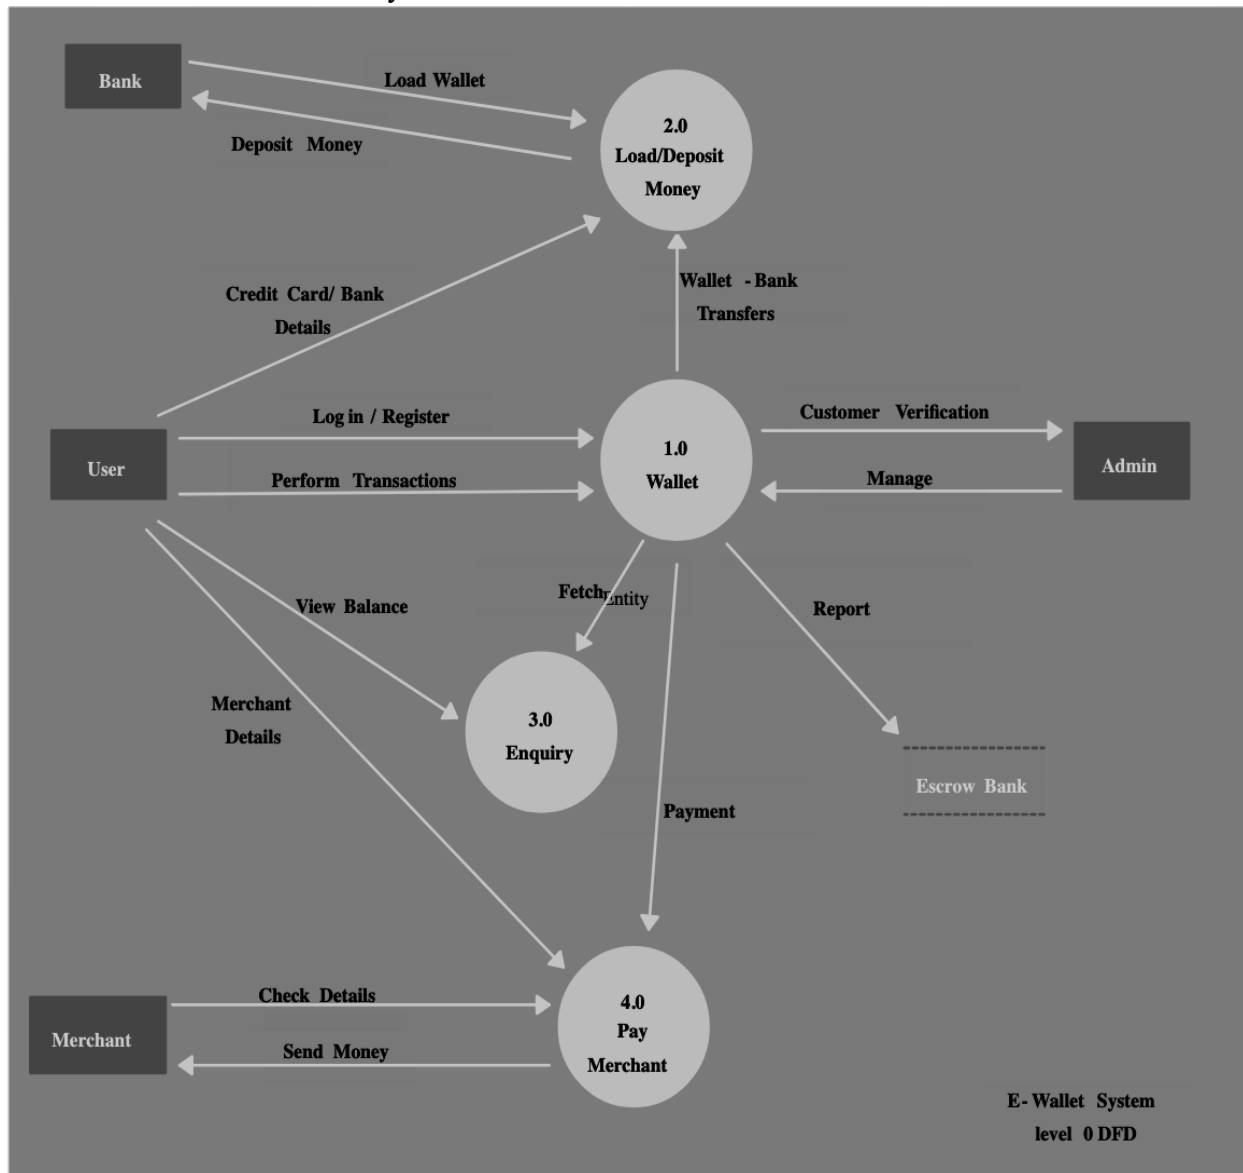 Bank
Load Wallet
Deposit Money
2.0
Load/Deposit
Money
Credit Card/ Bank
Details
Wallet - Bank
Transfers
User
Log in / Register
Perform Transactions
1.0
Wallet
Customer Verification
Manage
Admin
View Balance
Fetch
Entity
Report
Merchant
Details
3.0
Enquiry
Escrow Bank
Payment
Merchant
Check Details
Send Money
4.0
Pay
Merchant
E- Wallet System
level 0 DFD